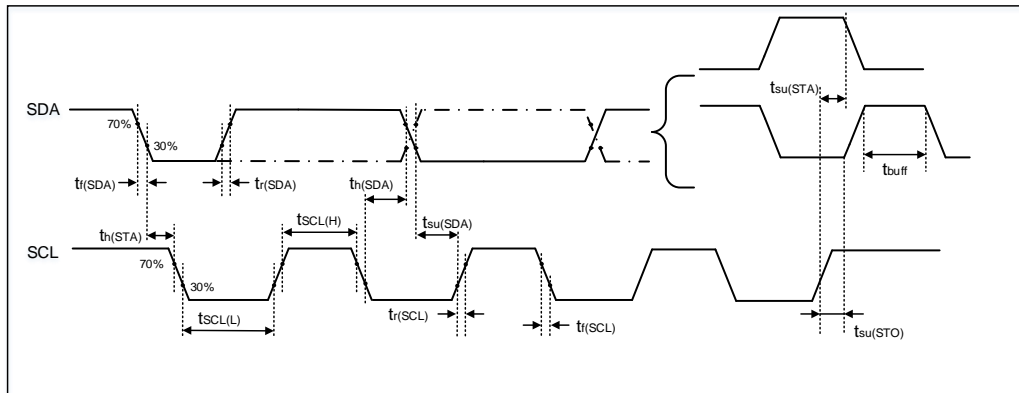 tsu(STA)
SDA
70%
30%
tbuff
tf(SDA)
tr(SDA)
th(SDA)
tSCL(H)
tsu(SDA)
th(STA)
SCL
70%
30%
tSCL(L)
tr(SCL)
tf(SCL)
tsu(STO)